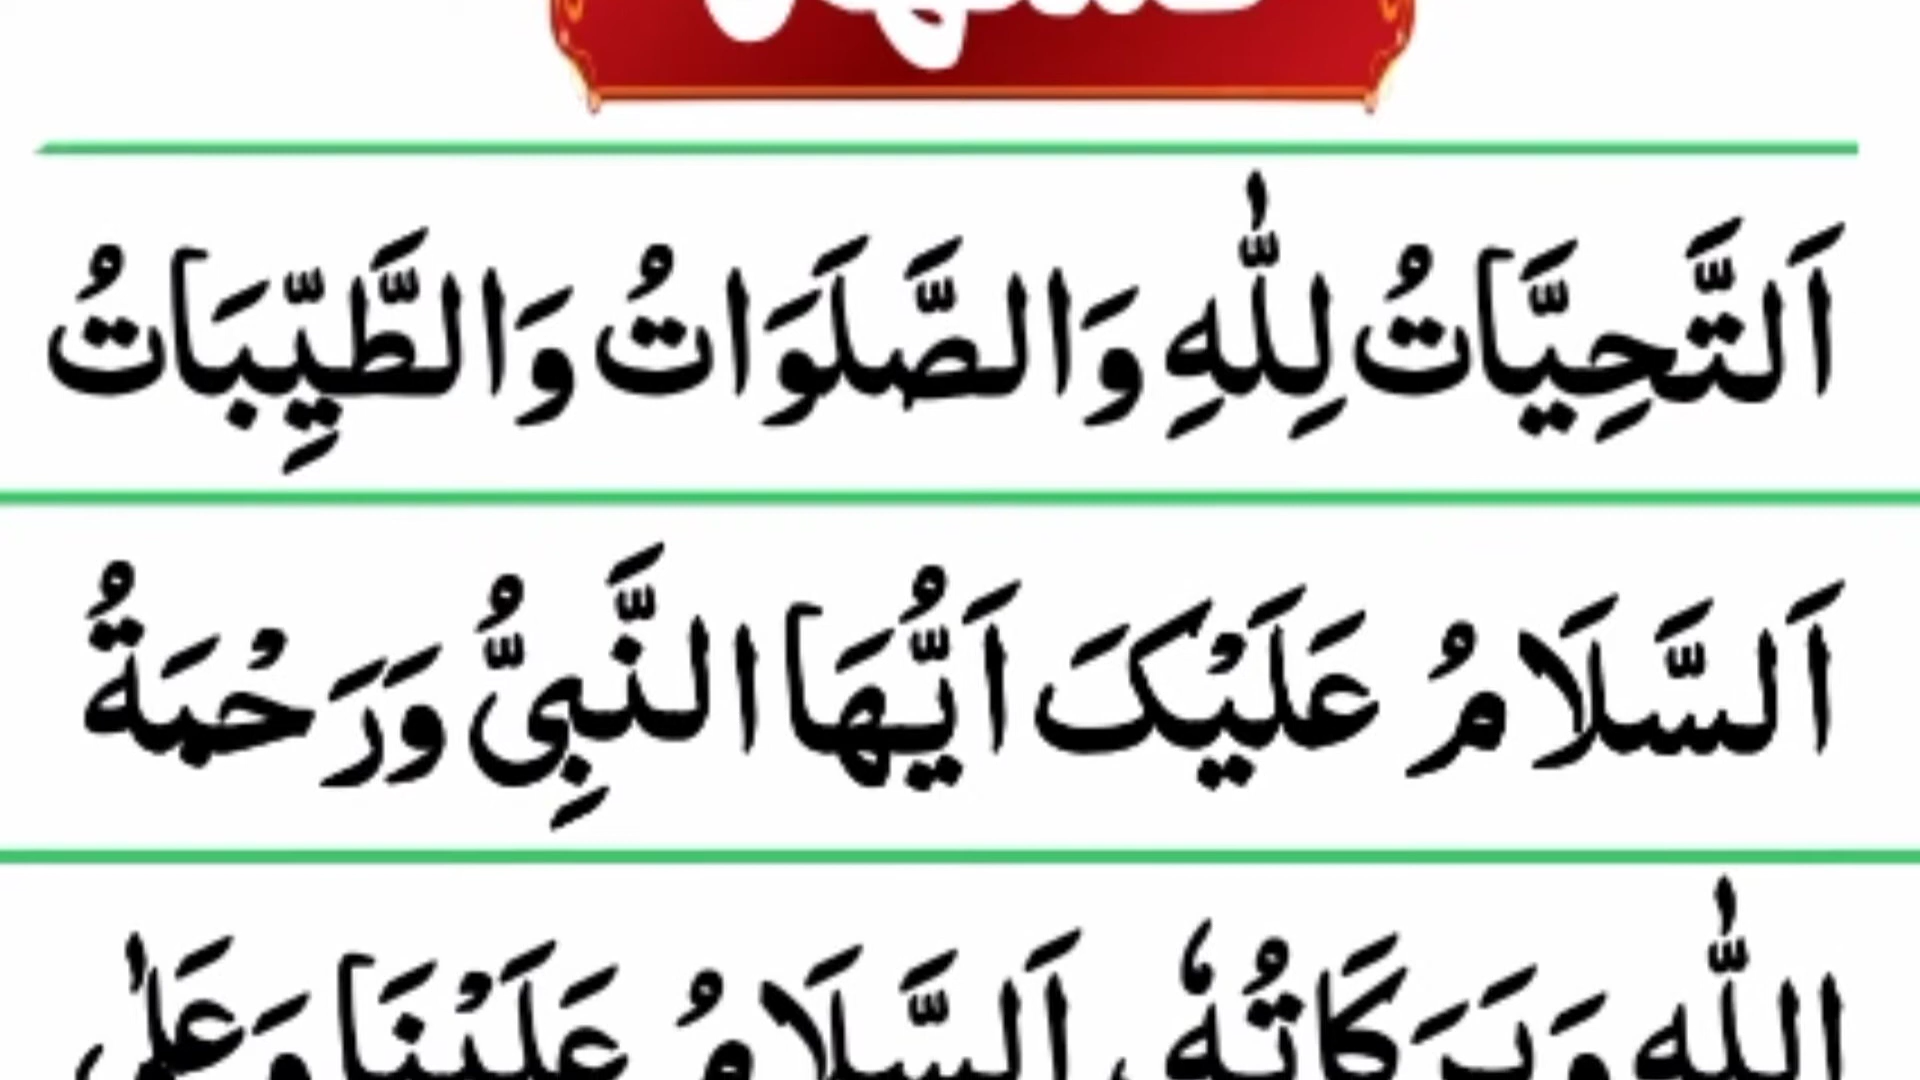 اَلتَّحِيَّاتُ لِلّٰهِ وَالصَّلَوَاتُ وَالطَّيِّبَاتُ
اَلسَّلَامُ عَلَيْکَ اَيُّهَا النَّبِیُّ وَرَحْمَةُ
اللّٰهِ وَبَرَکَاتُهٗ، اَلسَّلَامُ عَلَيْنَا وَعَلٰی